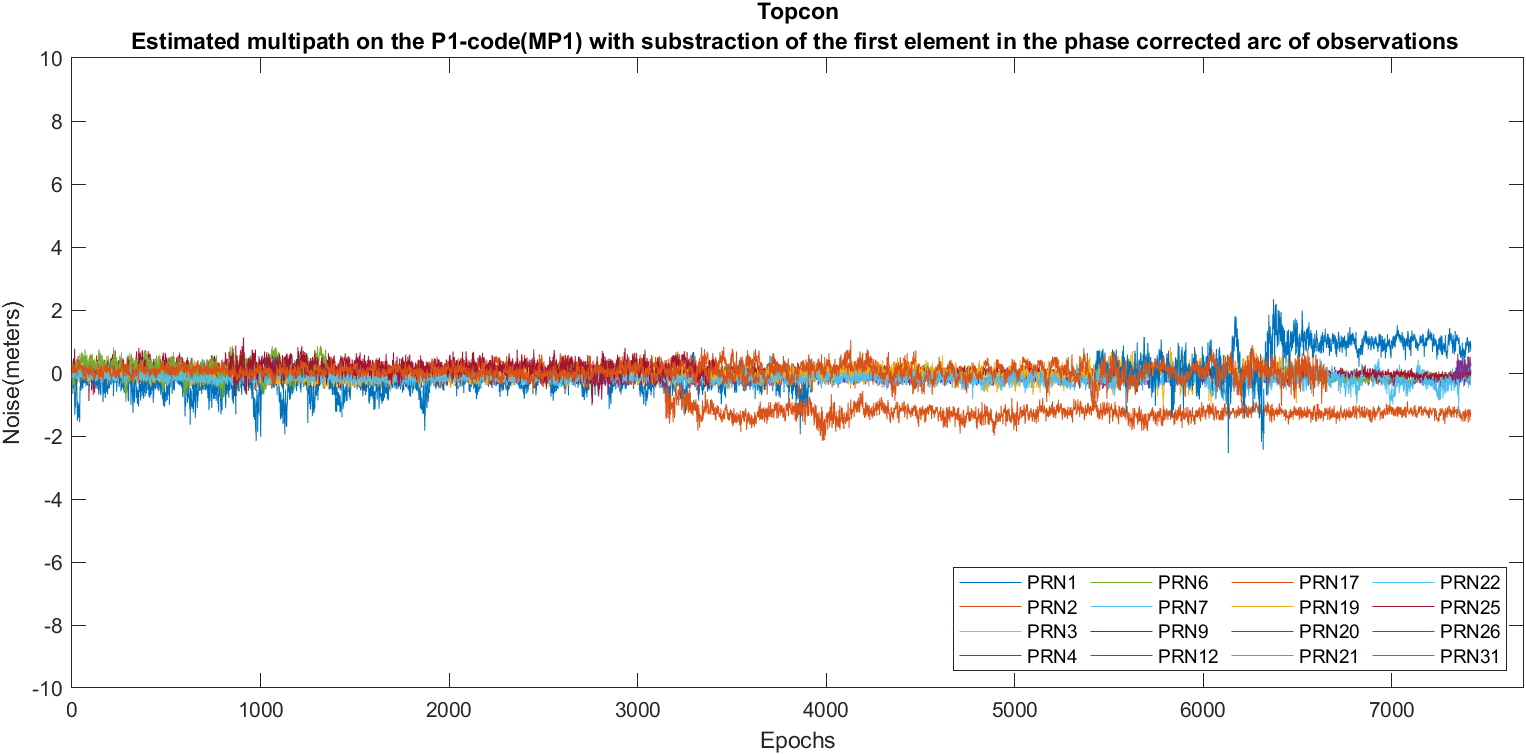 Topcon
Estimated multipath on the P1-code(MP1) with substraction of the first element in the phase corrected arc of observations
10
8
6
4
2
0
-2
-4
-6
-8
-10
Noise(meters)
PRN1 PRN6 PRN17 PRN22
PRN2 PRN7 PRN19 PRN25
PRN3 PRN9 PRN20 PRN26
PRN4 PRN12 PRN21 PRN31
0 1000 2000 3000 4000 5000 6000 7000
Epochs